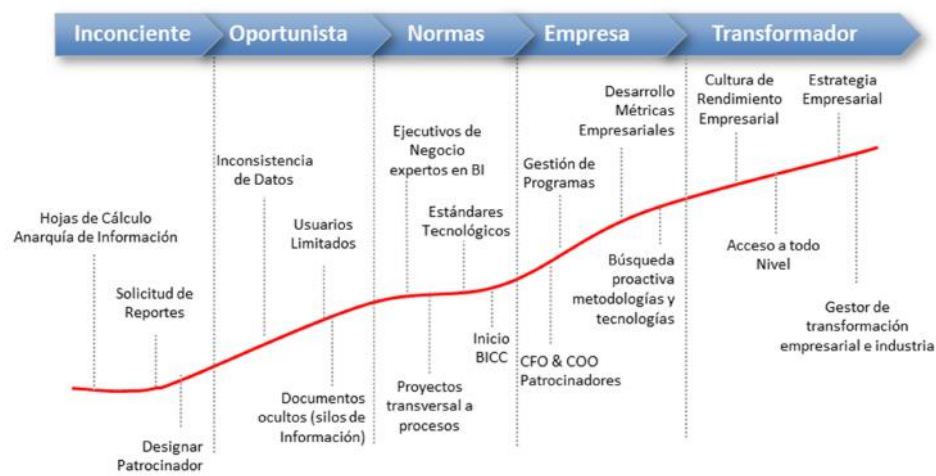 Inconciente
Oportunista
Normas
Empresa
Transformador
Hojas de Cálculo
Anarquía de Información
Solicitud de
Reportes
Designar
Patrocinador
Inconsistencia
de Datos
Usuarios
Limitados
Documentos
ocultos (silos de
Información)
Ejecutivos de
Negocio
expertos en BI
Estándares
Tecnológicos
Proyectos
transversal a
procesos
Inicio
BICC
Gestión de
Programas
CFO & COO
Patrocinadores
Desarrollo
Métricas
Empresariales
Búsqueda
proactiva
metodologías y
tecnologías
Cultura de
Rendimiento
Empresarial
Acceso a todo
Nivel
Estrategia
Empresarial
Gestor de
transformación
empresarial e industria